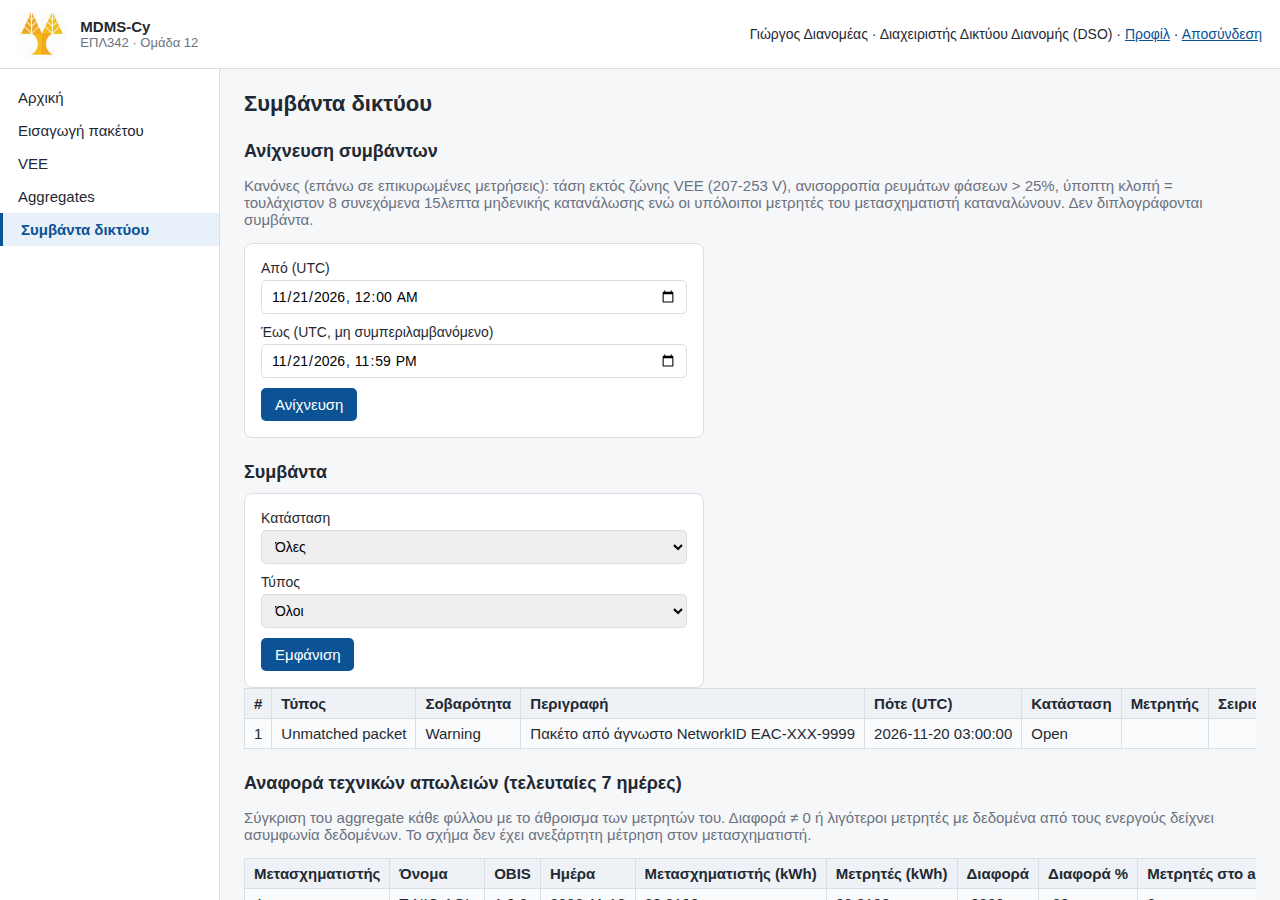 MDMS-Cy
ΕΠΛ342 · Ομάδα 12
Γιώργος Διανομέας · Διαχειριστής Δικτύου Διανομής (DSO) · Προφίλ · Αποσύνδεση
Αρχική
Εισαγωγή πακέτου
VEE
Aggregates
Συμβάντα δικτύου
Συμβάντα δικτύου
Ανίχνευση συμβάντων
Κανόνες (επάνω σε επικυρωμένες μετρήσεις): τάση εκτός ζώνης VEE (207-253 V), ανισορροπία ρευμάτων φάσεων > 25%, ύποπτη κλοπή =
τουλάχιστον 8 συνεχόμενα 15λεπτα μηδενικής κατανάλωσης ενώ οι υπόλοιποι μετρητές του μετασχηματιστή καταναλώνουν. Δεν διπλογράφονται
συμβάντα.
Από (UTC)
11/21/2026, 12:00 AM
Έως (UTC, μη συμπεριλαμβανόμενο)
11/21/2026, 11:59 PM
Ανίχνευση
Συμβάντα
Κατάσταση
Όλες
Τύπος
Όλοι
Εμφάνιση
# Τύπος Σοβαρότητα Περιγραφή Πότε (UTC) Κατάσταση Μετρητής
1 Unmatched packet Warning Πακέτο από άγνωστο NetworkID EAC-XXX-9999 2026-11-20 03:00:00 Open
Αναφορά τεχνικών απωλειών (τελευταίες 7 ημέρες)
Σύγκριση του aggregate κάθε φύλλου με το άθροισμα των μετρητών του. Διαφορά ≠ 0 ή λιγότεροι μετρητές με δεδομένα από τους ενεργούς δείχνει
ασυμφωνία δεδομένων. Το σχήμα δεν έχει ανεξάρτητη μέτρηση στον μετασχηματιστή.
Μετασχηματιστής Όνομα OBIS Ημέρα Μετασχηματιστής (kWh) Μετρητές (kWh) Διαφορά Διαφορά % Μετρητές στο